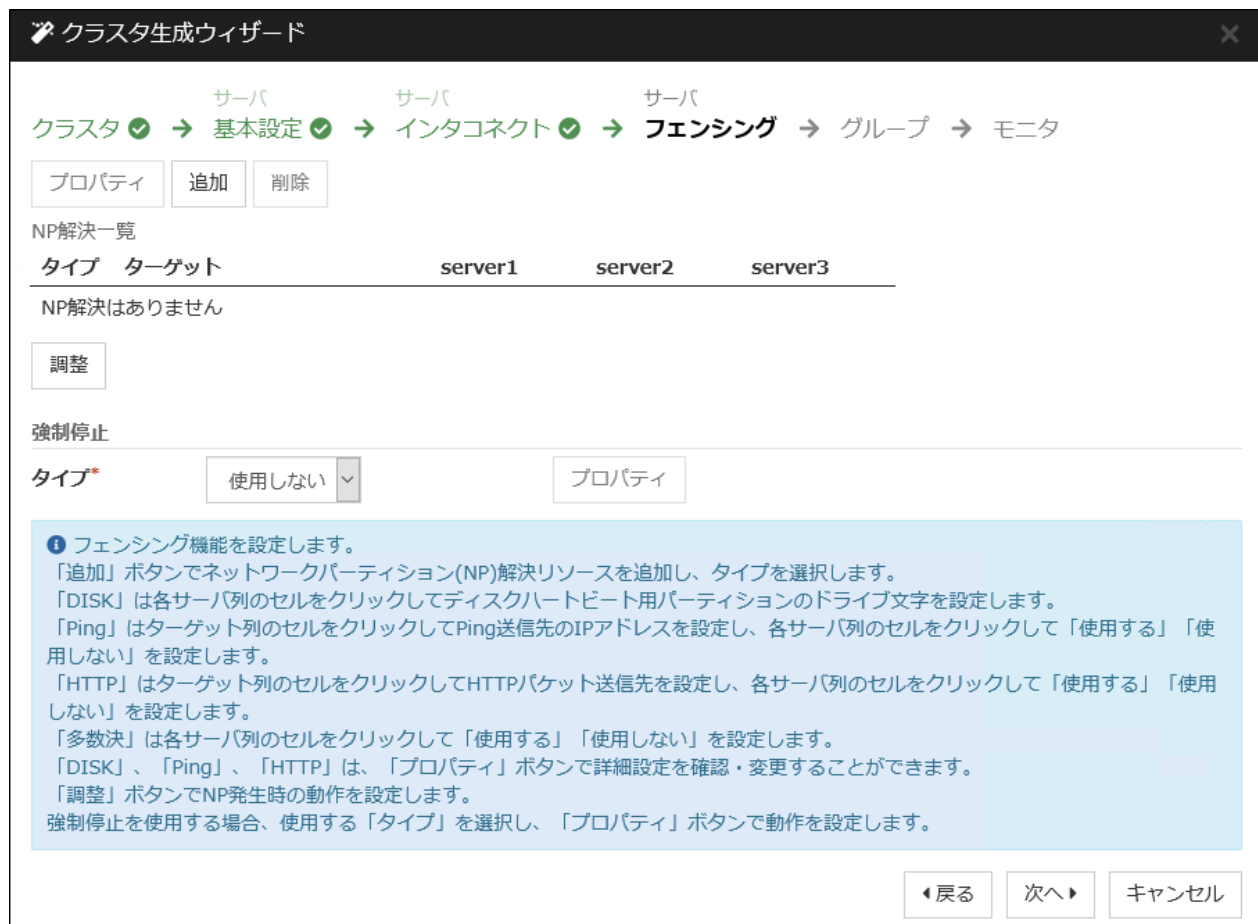 クラスタ生成ウィザード
サーバ サーバ サーバ
クラスタ → 基本設定 → インタコネクト → フェンシング → グループ → モニタ
プロパティ 追加 削除
NP解決一覧
タイプ ターゲット server1 server2 server3
NP解決はありません
調整
強制停止
タイプ* 使用しない プロパティ
フェンシング機能を設定します。
「追加」ボタンでネットワークパーティション(NP)解決リソースを追加し、タイプを選択します。
「DISK」は各サーバ列のセルをクリックしてディスクハートビート用パーティションのドライブ文字を設定します。
「Ping」はターゲット列のセルをクリックしてPing送信先のIPアドレスを設定し、各サーバ列のセルをクリックして「使用する」「使
用しない」を設定します。
「HTTP」はターゲット列のセルをクリックしてHTTPパケット送信先を設定し、各サーバ列のセルをクリックして「使用する」「使用
しない」を設定します。
「多数決」は各サーバ列のセルをクリックして「使用する」「使用しない」を設定します。
「DISK」、「Ping」、「HTTP」は、「プロパティ」ボタンで詳細設定を確認・変更することができます。
「調整」ボタンでNP発生時の動作を設定します。
強制停止を使用する場合、使用する「タイプ」を選択し、「プロパティ」ボタンで動作を設定します。
戻る 次へ キャンセル